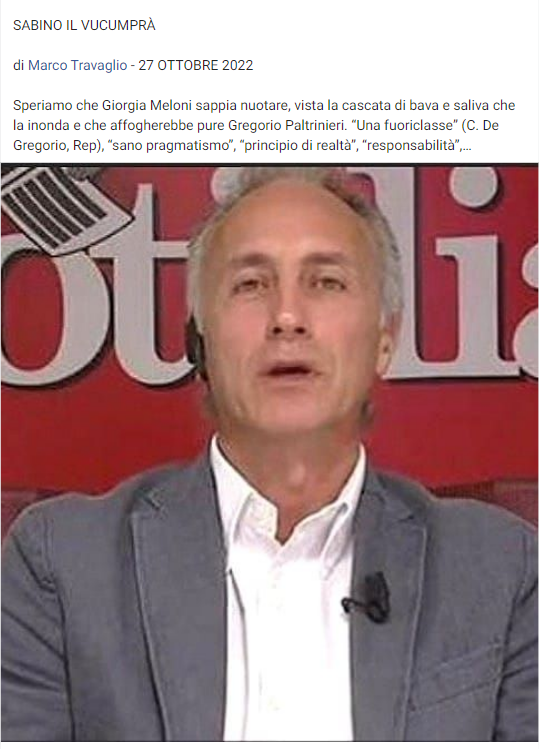 SABINO IL VUCUMPRÀ
di Marco Travaglio - 27 OTTOBRE 2022
Speriamo che Giorgia Meloni sappia nuotare, vista la cascata di bava e saliva che
la inonda e che affogherebbe pure Gregorio Paltrinieri. “Una fuoriclasse” (C. De
Gregorio, Rep), “sano pragmatismo”, “principio di realtà”, “responsabilità”,...
otidia